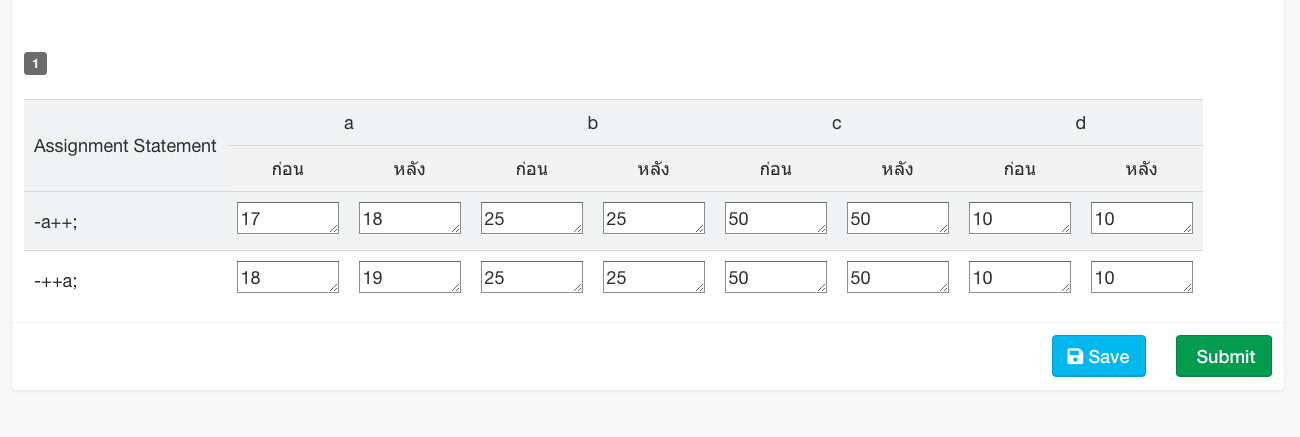 1
a b c d
Assignment Statement
ก่อน หลัง ก่อน หลัง ก่อน หลัง ก่อน หลัง
-a++; 17 18 25 25 50 50 10 10
-++a; 18 19 25 25 50 50 10 10
Save Submit